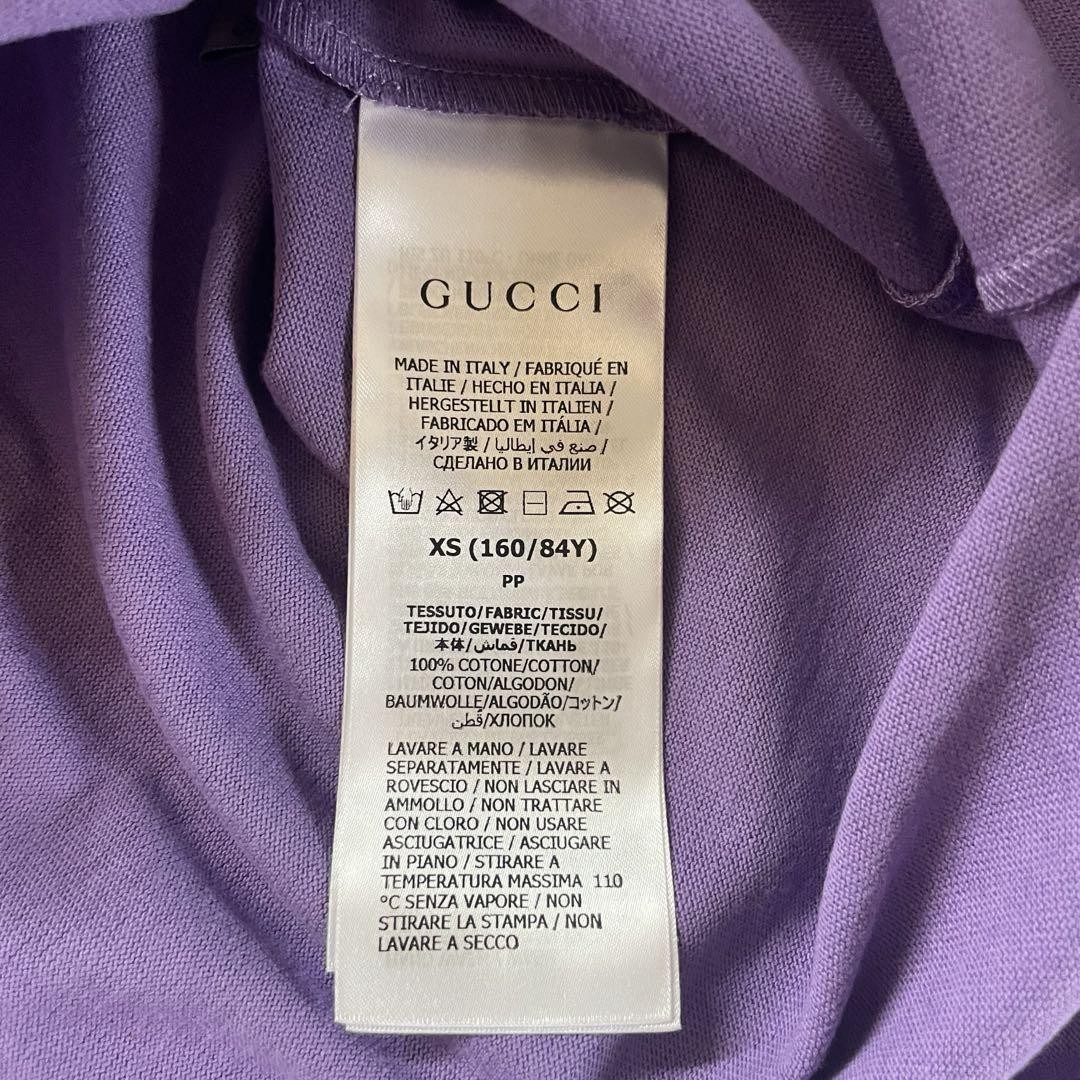 GUCCI
MADE IN ITALY / FABRIQUÉ EN
ITALIE / HECHO EN ITALIA /
HERGESTELLT IN ITALIEN /
FABRICADO EM ITÁLIA /
イタリア製 / صنع في إيطاليا /
СДЕЛАНО В ИТАЛИИ
XS (160/84Y)
PP
TESSUTO/FABRIC/TISSU/
TEJIDO/GEWEBE/TECIDO/
本体/قماش/ТКАНЬ
100% COTONE/COTTON/
COTON/ALGODON/
BAUMWOLLE/ALGODÃO/コットン/
قطن/ХЛОПОК
LAVARE A MANO / LAVARE
SEPARATAMENTE / LAVARE A
ROVESCIO / NON LASCIARE IN
AMMOLLO / NON TRATTARE
CON CLORO / NON USARE
ASCIUGATRICE / ASCIUGARE
IN PIANO / STIRARE A
TEMPERATURA MASSIMA 110
°C SENZA VAPORE / NON
STIRARE LA STAMPA / NON
LAVARE A SECCO